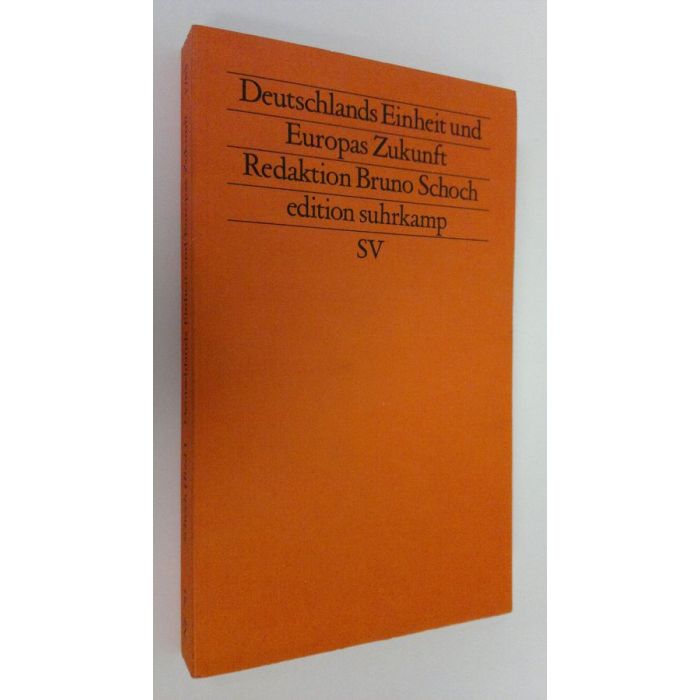 Deutschlands Einheit und
Europas Zukunft
Redaktion Bruno Schoch
edition suhrkamp
SV